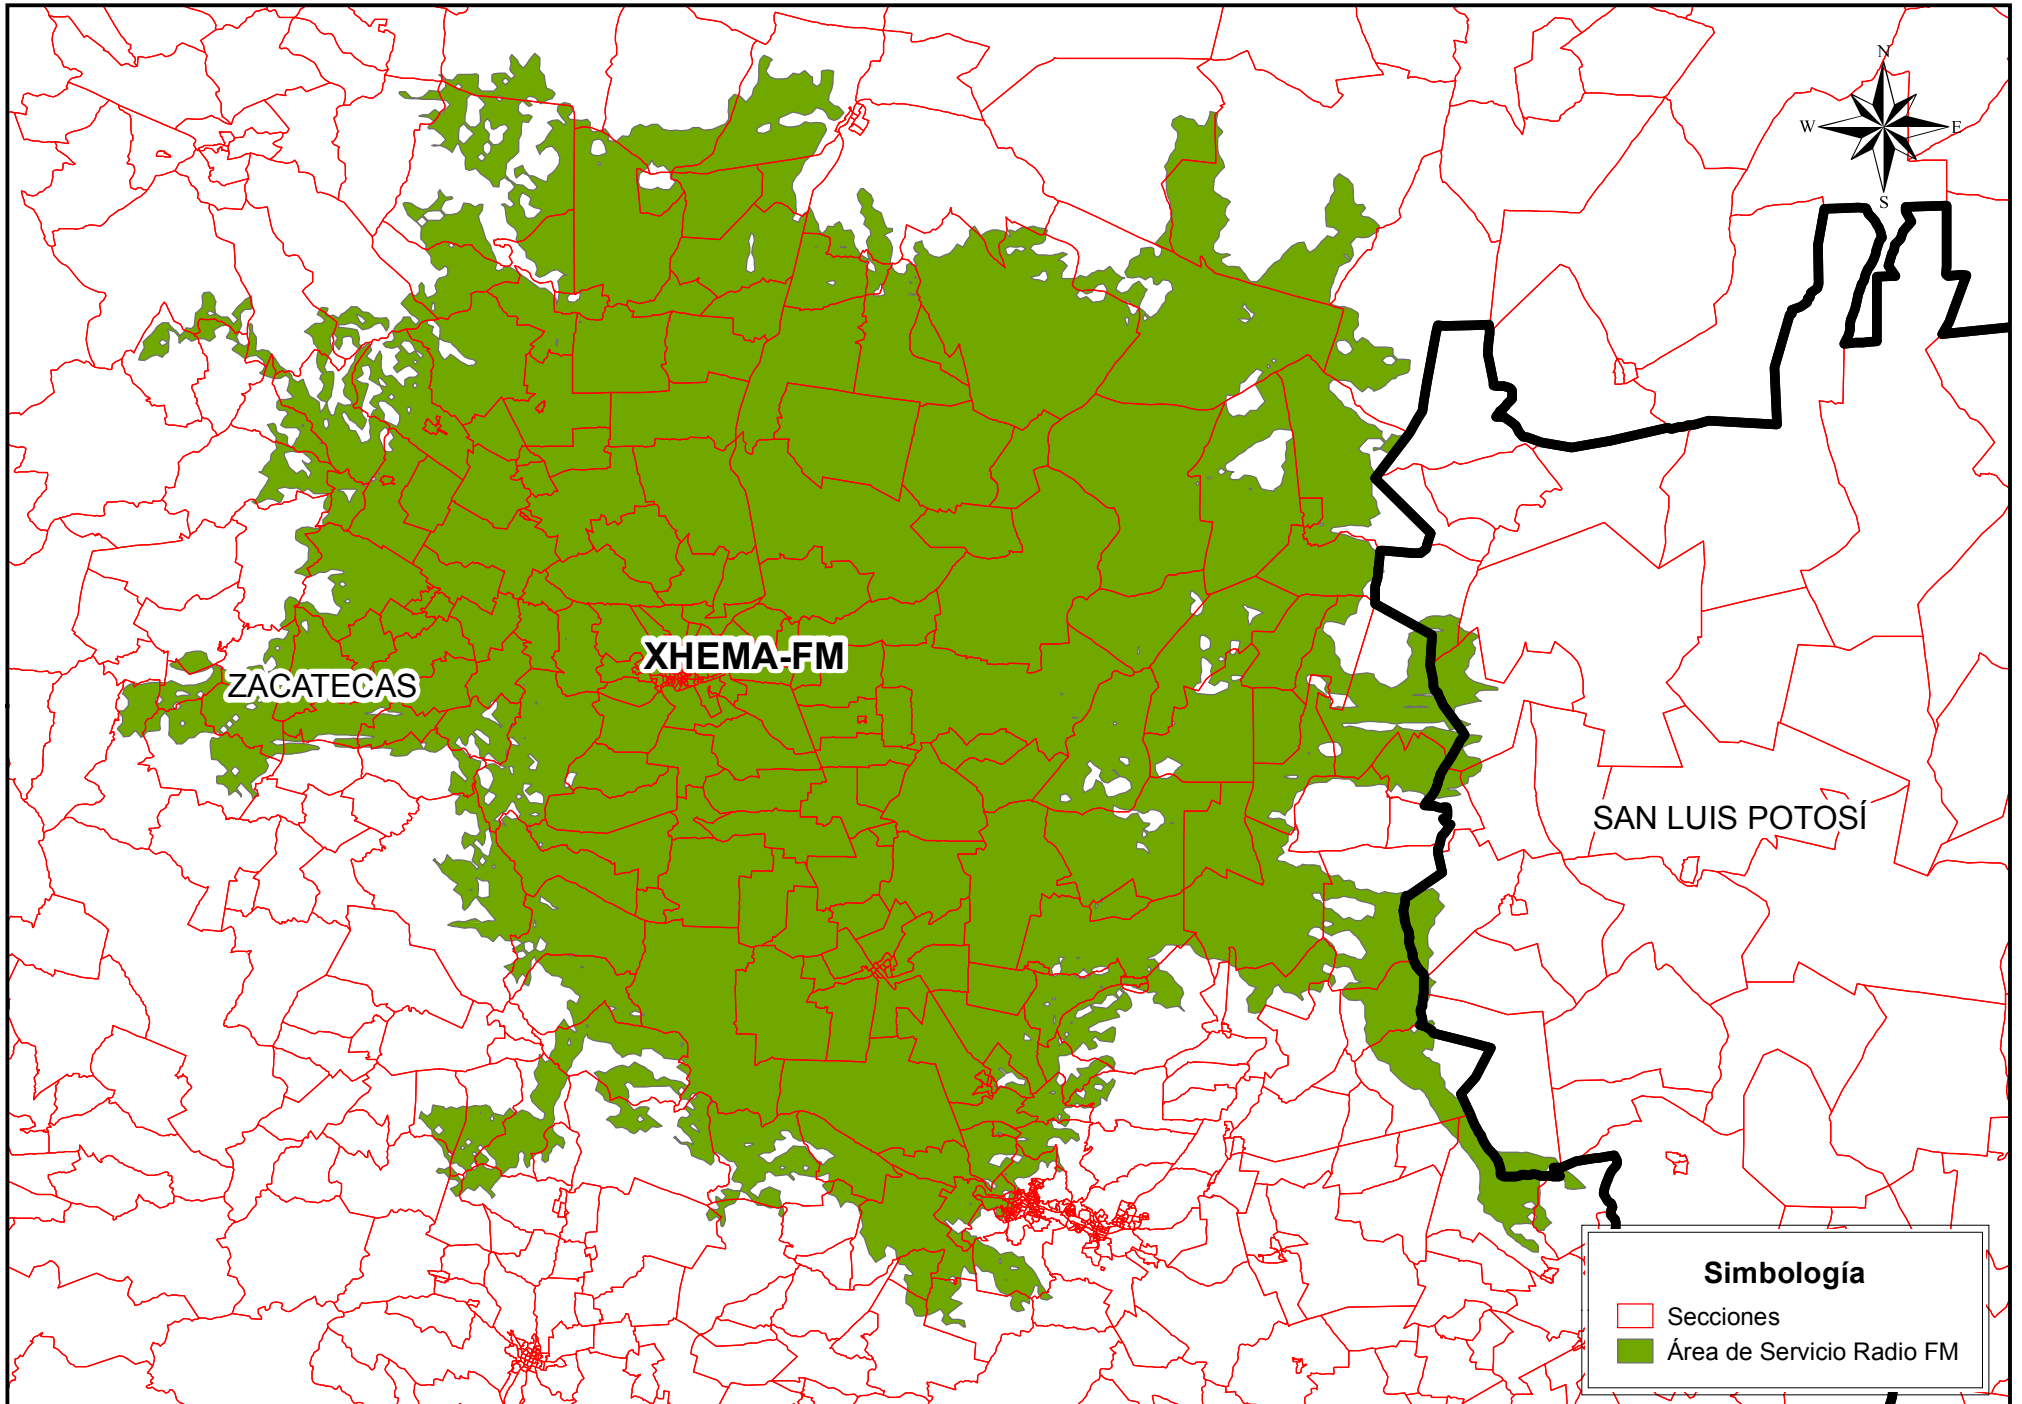 N
W E
S
XHEMA-FM
ZACATECAS
SAN LUIS POTOSÍ
Simbología
Secciones
Área de Servicio Radio FM